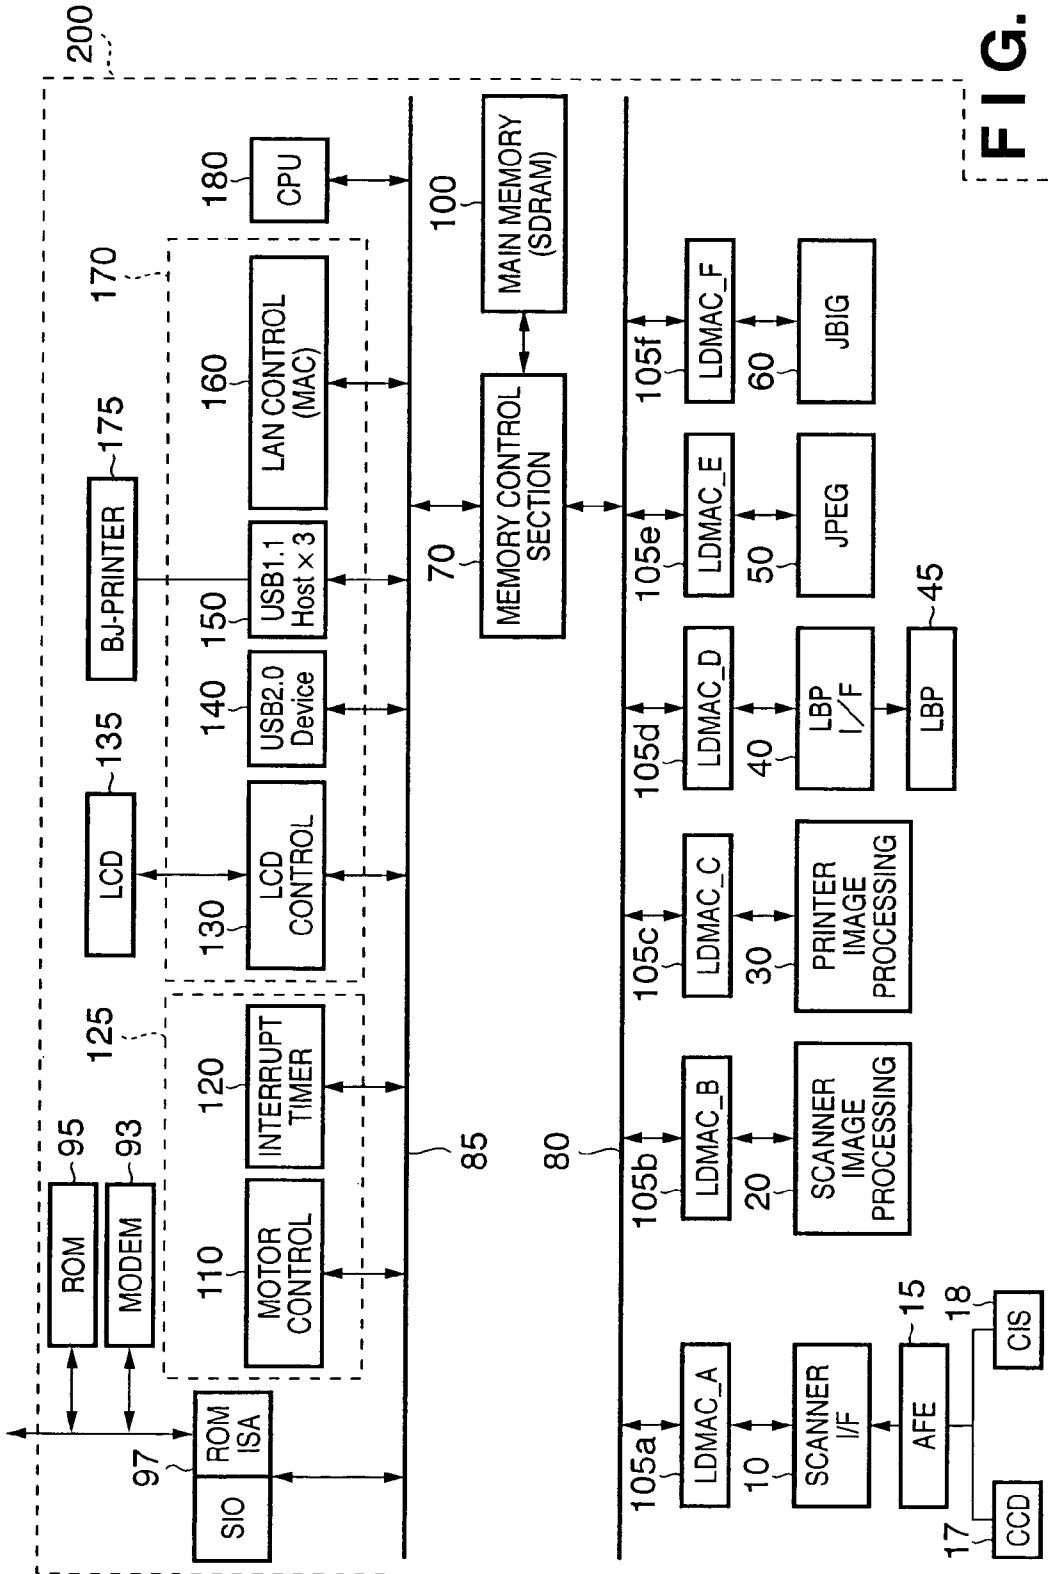 200
ROM
95
MODEM
93
125
LCD
135
BJ-PRINTER
175
170
97
SIO
ROM
ISA
110
MOTOR
CONTROL
120
INTERRUPT
TIMER
130
LCD
CONTROL
140
USB2.0
Device
150
USB1.1
Host × 3
160
LAN CONTROL
(MAC)
180
CPU
85
70
MEMORY CONTROL
SECTION
100
MAIN MEMORY
(SDRAM)
80
105a
LDMAC_A
105b
LDMAC_B
105c
LDMAC_C
105d
LDMAC_D
105e
LDMAC_E
105f
LDMAC_F
10
SCANNER
I/F
20
SCANNER
IMAGE
PROCESSING
30
PRINTER
IMAGE
PROCESSING
40
LBP
I/F
50
JPEG
60
JBIG
AFE
15
LBP
45
17
CCD
CIS
18
FIG.